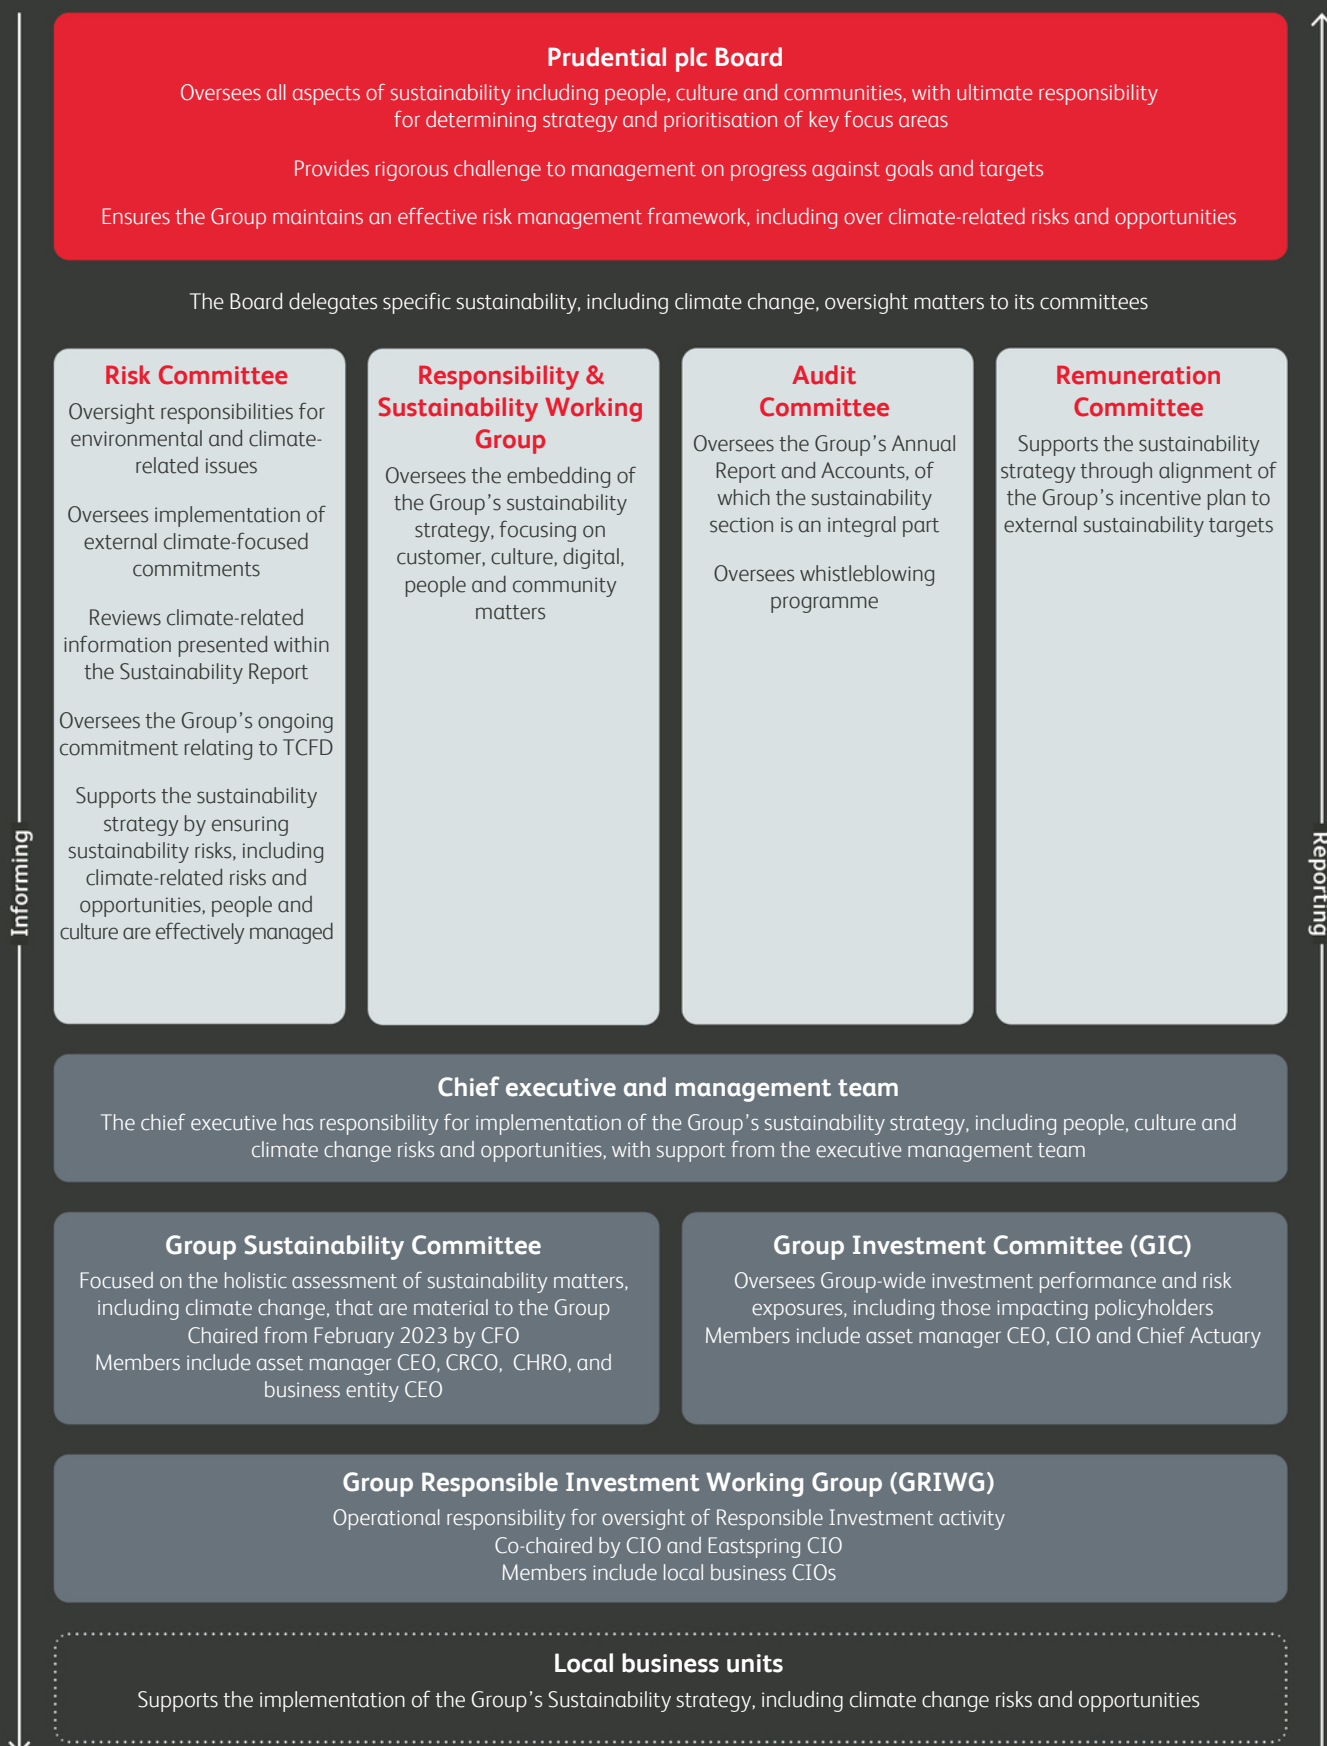 Prudential plc Board
Oversees all aspects of sustainability including people, culture and communities, with ultimate responsibility
for determining strategy and prioritisation of key focus areas
Provides rigorous challenge to management on progress against goals and targets
Ensures the Group maintains an effective risk management framework, including over climate-related risks and opportunities
The Board delegates specific sustainability, including climate change, oversight matters to its committees
Risk Committee
Oversight responsibilities for
environmental and climate-
related issues
Oversees implementation of
external climate-focused
commitments
Reviews climate-related
information presented within
the Sustainability Report
Oversees the Group’s ongoing
commitment relating to TCFD
Supports the sustainability
strategy by ensuring
sustainability risks, including
climate-related risks and
opportunities, people and
culture are effectively managed
Responsibility &
Sustainability Working
Group
Oversees the embedding of
the Group’s sustainability
strategy, focusing on
customer, culture, digital,
people and community
matters
Audit
Committee
Oversees the Group’s Annual
Report and Accounts, of
which the sustainability
section is an integral part
Oversees whistleblowing
programme
Remuneration
Committee
Supports the sustainability
strategy through alignment of
the Group’s incentive plan to
external sustainability targets
Informing
Reporting
Chief executive and management team
The chief executive has responsibility for implementation of the Group’s sustainability strategy, including people, culture and
climate change risks and opportunities, with support from the executive management team
Group Sustainability Committee
Focused on the holistic assessment of sustainability matters,
including climate change, that are material to the Group
Chaired from February 2023 by CFO
Members include asset manager CEO, CRCO, CHRO, and
business entity CEO
Group Investment Committee (GIC)
Oversees Group-wide investment performance and risk
exposures, including those impacting policyholders
Members include asset manager CEO, CIO and Chief Actuary
Group Responsible Investment Working Group (GRIWG)
Operational responsibility for oversight of Responsible Investment activity
Co-chaired by CIO and Eastspring CIO
Members include local business CIOs
Local business units
Supports the implementation of the Group’s Sustainability strategy, including climate change risks and opportunities